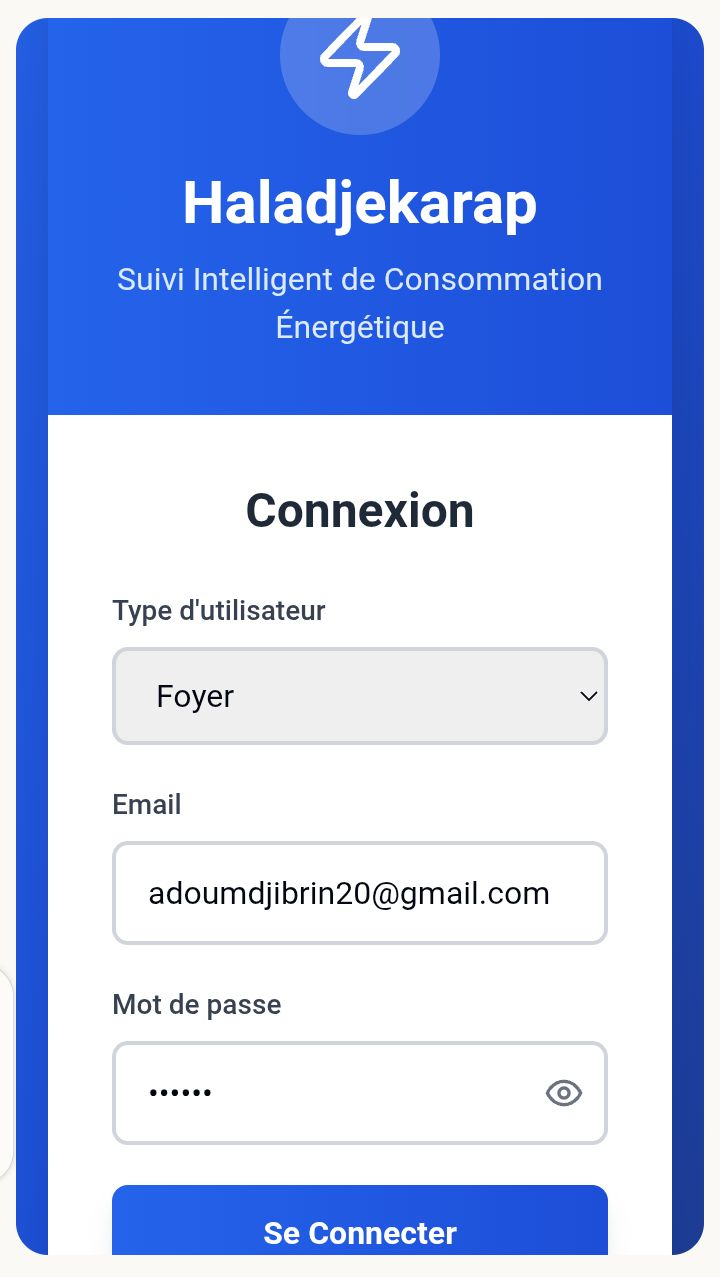 Haladjekarap
Suivi Intelligent de Consommation
Énergétique
Connexion
Type d'utilisateur
Foyer
Email
adoumdjibrin20@gmail.com
Mot de passe
••••••
Se Connecter